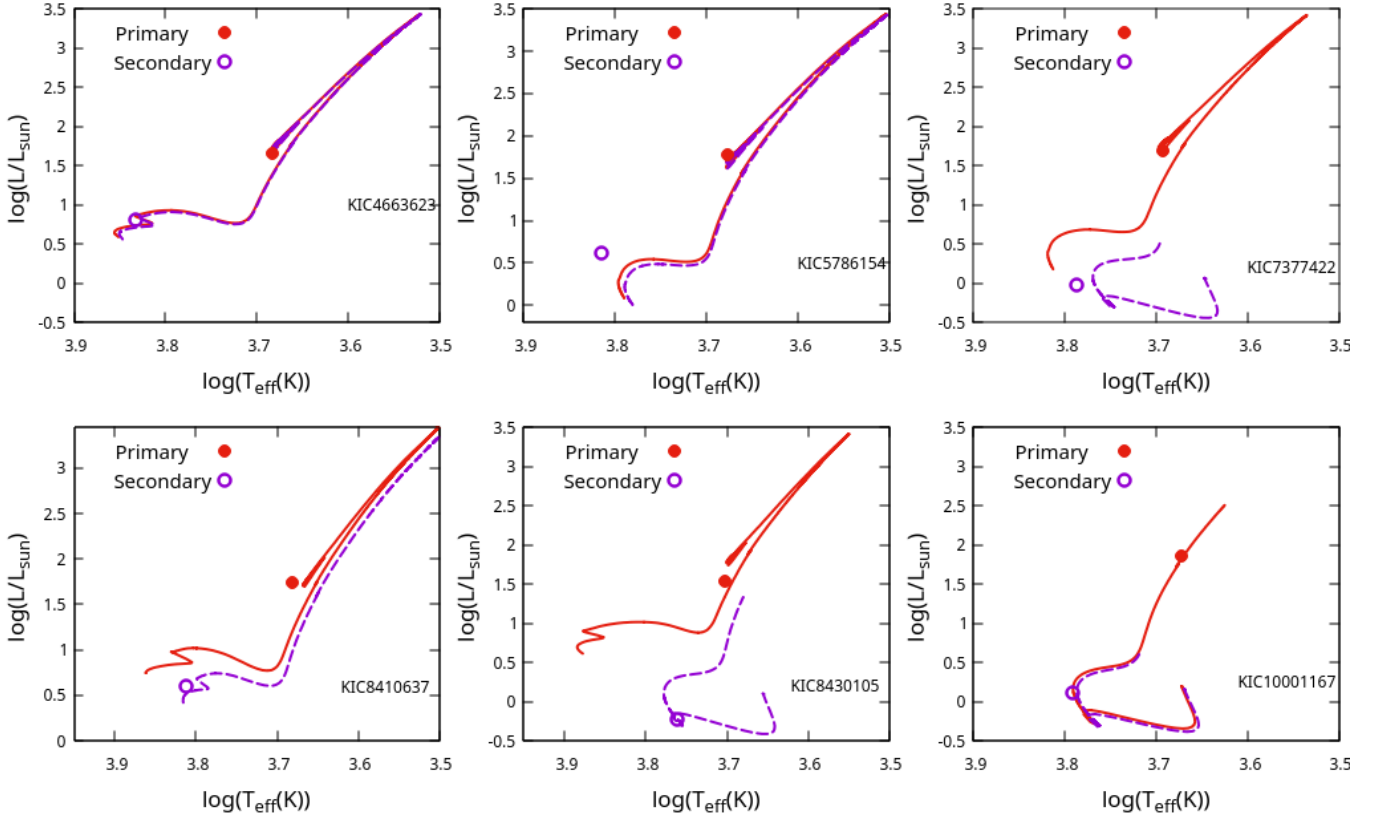 3.5
3
2.5
2
1.5
1
0.5
0
-0.5
log(L/Lsun)
Primary
Secondary
KIC4663623
3.9 3.8 3.7 3.6 3.5
log(Teff(K))
3.5
3
2.5
2
1.5
1
0.5
0
log(L/Lsun)
Primary
Secondary
KIC5786154
3.9 3.8 3.7 3.6 3.5
log(Teff(K))
3.5
3
2.5
2
1.5
1
0.5
0
-0.5
log(L/Lsun)
Primary
Secondary
KIC7377422
3.9 3.8 3.7 3.6 3.5
log(Teff(K))
3
2.5
2
1.5
1
0.5
0
log(L/Lsun)
Primary
Secondary
KIC8410637
3.9 3.8 3.7 3.6 3.5
log(Teff(K))
3.5
3
2.5
2
1.5
1
0.5
0
-0.5
log(L/Lsun)
Primary
Secondary
KIC8430105
3.9 3.8 3.7 3.6 3.5
log(Teff(K))
3.5
3
2.5
2
1.5
1
0.5
0
-0.5
log(L/Lsun)
Primary
Secondary
KIC10001167
3.9 3.8 3.7 3.6 3.5
log(Teff(K))